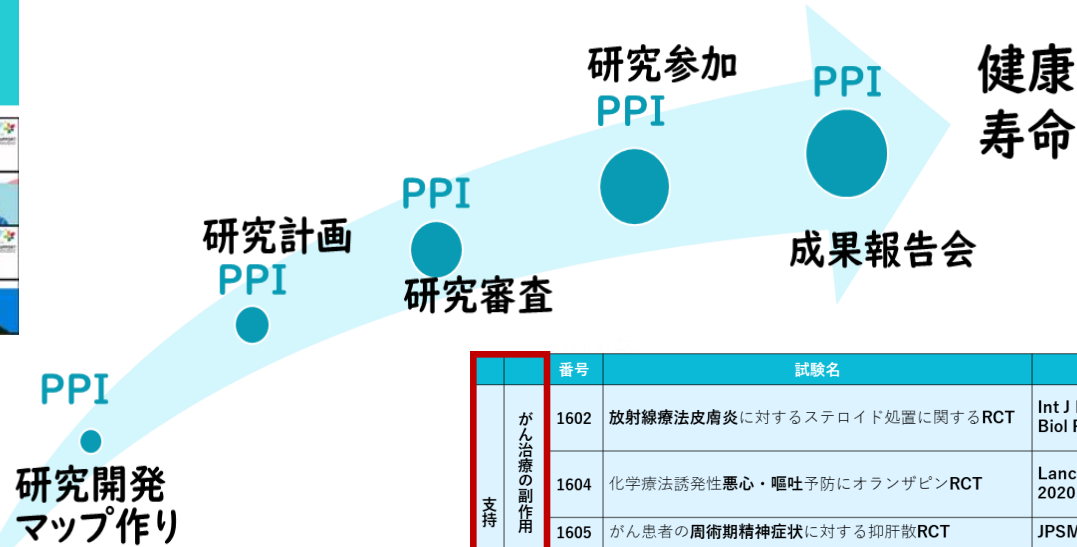 研究参加
PPI
PPI
健康
寿命
PPI
研究計画
PPI
研究審査
成果報告会
PPI
研究開発
マップ作り
番号
試験名
支持
がん治療の副作用
1602
放射線療法皮膚炎に対するステロイド処置に関するRCT
Int J
Biol
1604
化学療法誘発性悪心・嘔吐予防にオランザピンRCT
Lanc
2020
1605
がん患者の周術期精神症状に対する抑肝散RCT
JPSM